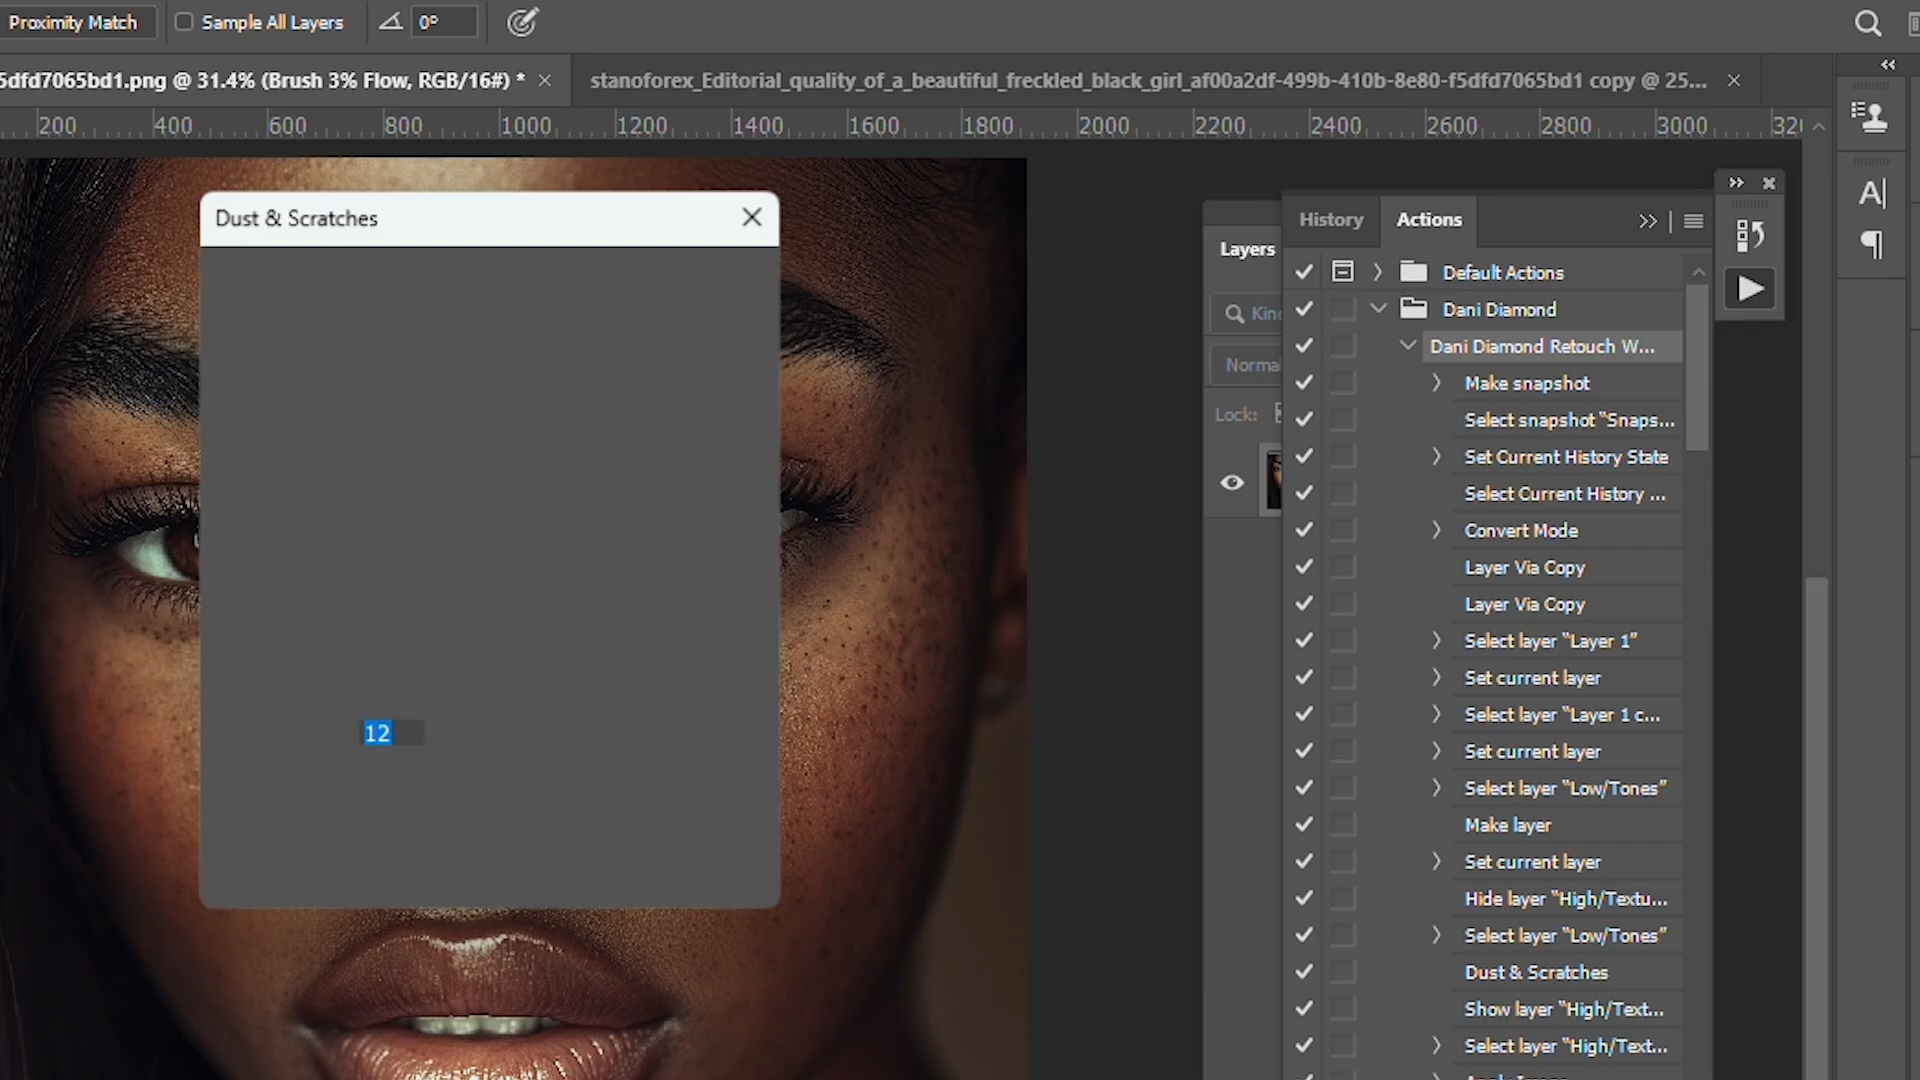 Proximity Match
Sample All Layers
0°
5dfd7065bd1.png @ 31.4% (Brush 3% Flow, RGB/16#) *
stanoforex_Editorial_quality_of_a_beautiful_freckled_black_girl_af00a2df-499b-410b-8e80-f5dfd7065bd1 copy @ 25...
200 400 600 800 1000 1200 1400 1600 1800 2000 2200 2400 2600 2800 3000 320
Dust & Scratches
12
Layers
Kind
Normal
Lock:
History
Actions
Default Actions
Dani Diamond
Dani Diamond Retouch W...
Make snapshot
Select snapshot "Snaps...
Set Current History State
Select Current History ...
Convert Mode
Layer Via Copy
Layer Via Copy
Select layer "Layer 1"
Set current layer
Select layer "Layer 1 c...
Set current layer
Select layer "Low/Tones"
Make layer
Set current layer
Hide layer "High/Textu...
Select layer "Low/Tones"
Dust & Scratches
Show layer "High/Text...
Select layer "High/Text...